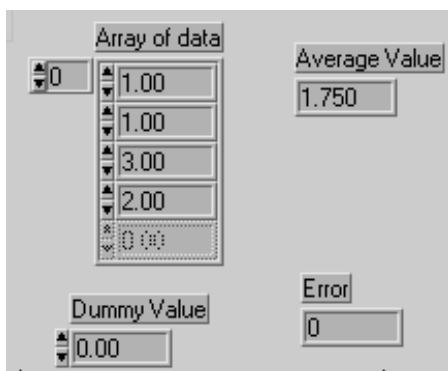 Array of data
0
1.00
1.00
3.00
2.00
Average Value
1.750
Dummy Value
0.00
Error
0